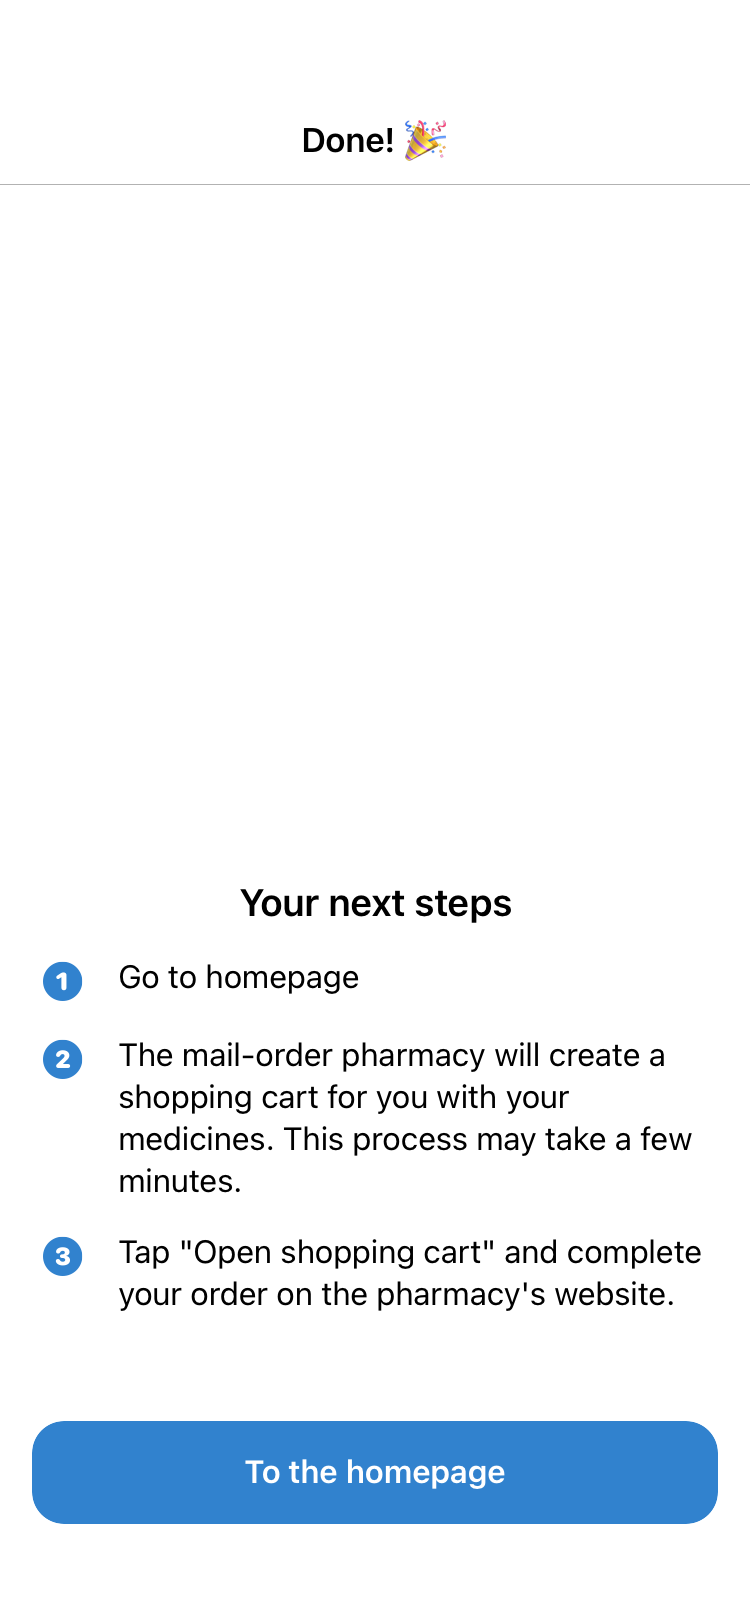 Done! 🎉
Your next steps
1 Go to homepage
2 The mail-order pharmacy will create a
shopping cart for you with your
medicines. This process may take a few
minutes.
3 Tap "Open shopping cart" and complete
your order on the pharmacy's website.
To the homepage